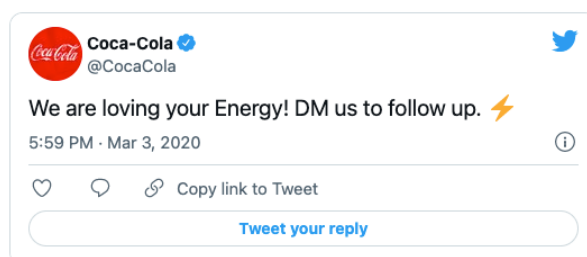 Coca-Cola
Coca-Cola
@CocaCola
We are loving your Energy! DM us to follow up. ⚡
5:59 PM · Mar 3, 2020
Copy link to Tweet
Tweet your reply